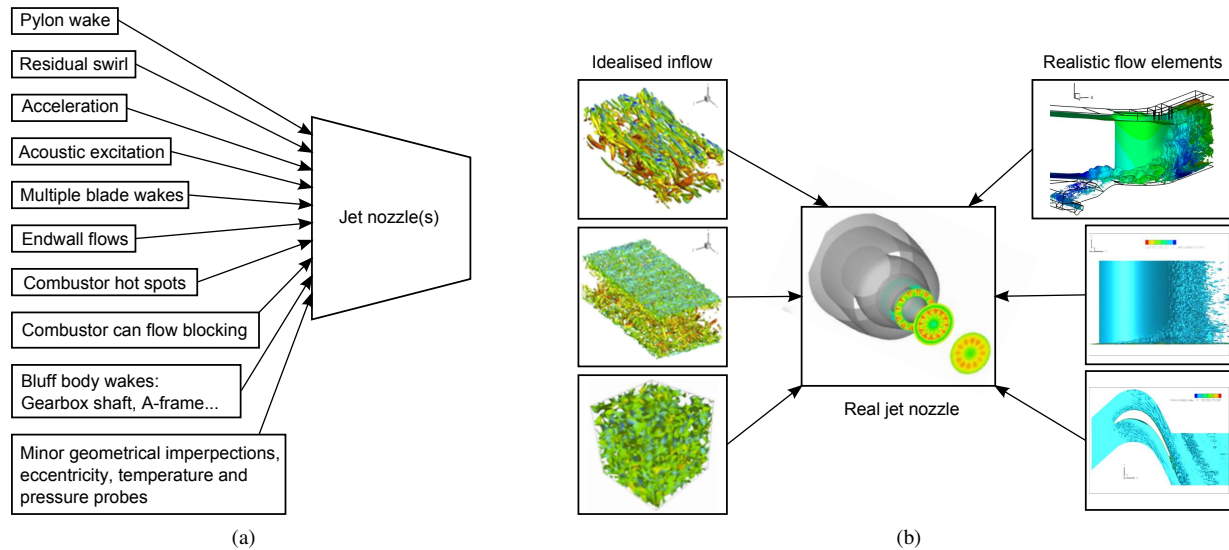 Pylon wake
Residual swirl
Acceleration
Acoustic excitation
Multiple blade wakes
Endwall flows
Combustor hot spots
Combustor can flow blocking
Bluff body wakes:
Gearbox shaft, A-frame...
Minor geometrical imperpections,
eccentricity, temperature and
pressure probes
Jet nozzle(s)
(a)
Idealised inflow
Realistic flow elements
Real jet nozzle
(b)